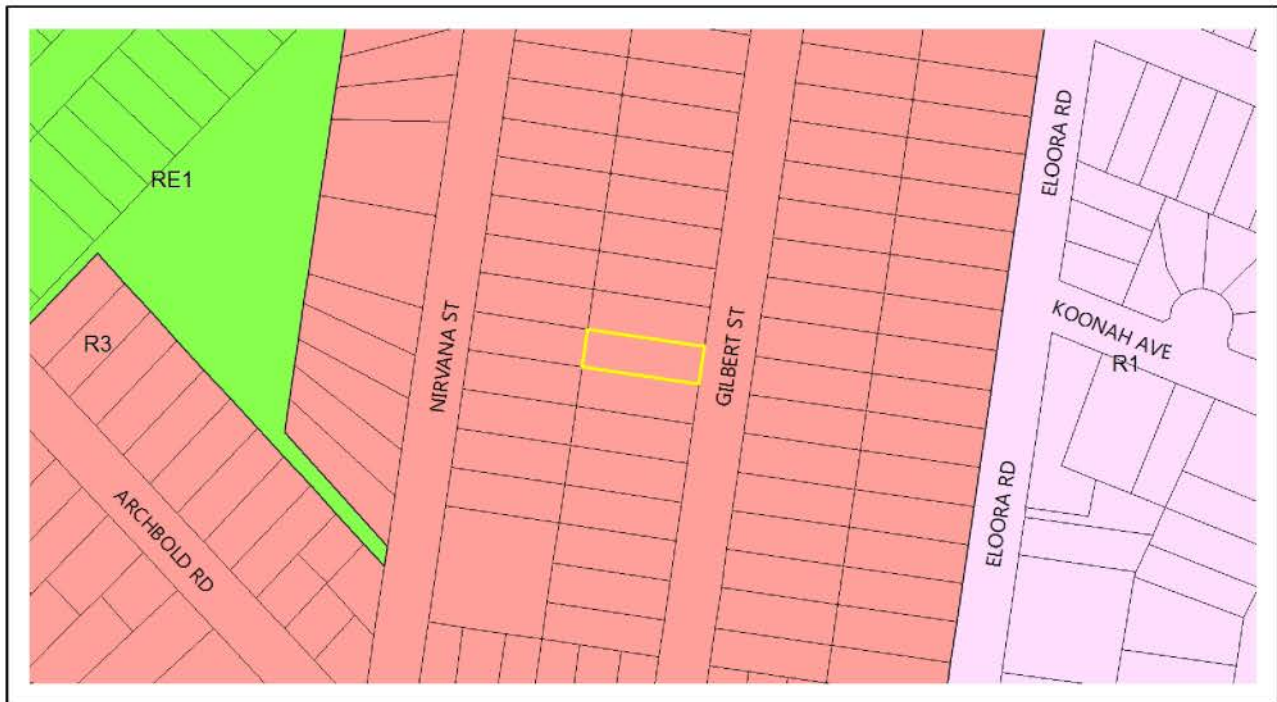 ELOORA RD
RE1
KOONAH AVE
R1
R3
NIRVANA ST
GILBERT ST
ARCHBOLD RD
ELOORA RD